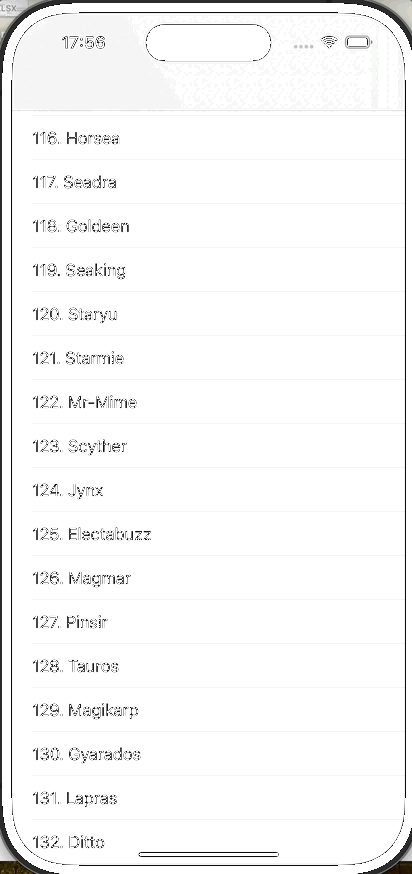 LSX
17:56
116. Horsea
117. Seadra
118. Goldeen
119. Seaking
120. Staryu
121. Starmie
122. Mr-Mime
123. Scyther
124. Jynx
125. Electabuzz
126. Magmar
127. Pinsir
128. Tauros
129. Magikarp
130. Gyarados
131. Lapras
132. Ditto